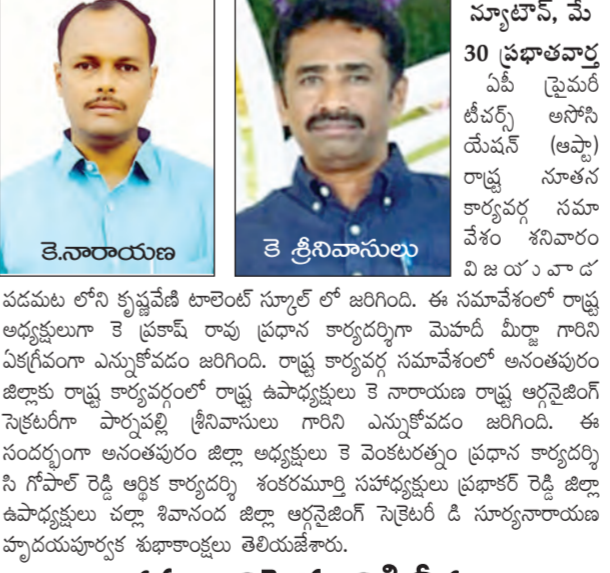 కె.నారాయణ
కె శ్రీనివాసులు
న్యూటౌన్, మే
30 ప్రభాతవార్త
ఏపీ ప్రైమరీ
టీచర్స్ అసోసి
యేషన్ (ఆప్టా)
రాష్ట్ర నూతన
కార్యవర్గ సమా
వేశం శనివారం
విజయవాడ
పడమట లోని కృష్ణవేణి టాలెంట్ స్కూల్ లో జరిగింది. ఈ సమావేశంలో రాష్ట్ర
అధ్యక్షులుగా కె ప్రకాష్ రావు ప్రధాన కార్యదర్శిగా మెహదీ మీర్జా గారిని
ఏకగ్రీవంగా ఎన్నుకోవడం జరిగింది. రాష్ట్ర కార్యవర్గ సమావేశంలో అనంతపురం
జిల్లాకు రాష్ట్ర కార్యవర్గంలో రాష్ట్ర ఉపాధ్యక్షులు కె నారాయణ రాష్ట్ర ఆర్గనైజింగ్
సెక్రటరీగా పార్నపల్లి శ్రీనివాసులు గారిని ఎన్నుకోవడం జరిగింది. ఈ
సందర్భంగా అనంతపురం జిల్లా అధ్యక్షులు కె వెంకటరత్నం ప్రధాన కార్యదర్శి
సి గోపాల్ రెడ్డి ఆర్థిక కార్యదర్శి శంకరమూర్తి సహాధ్యక్షులు ప్రభాకర్ రెడ్డి జిల్లా
ఉపాధ్యక్షులు చల్లా శివానంద జిల్లా ఆర్గనైజింగ్ సెక్రెటరీ డి సూర్యనారాయణ
హృదయపూర్వక శుభాకాంక్షలు తెలియజేశారు.